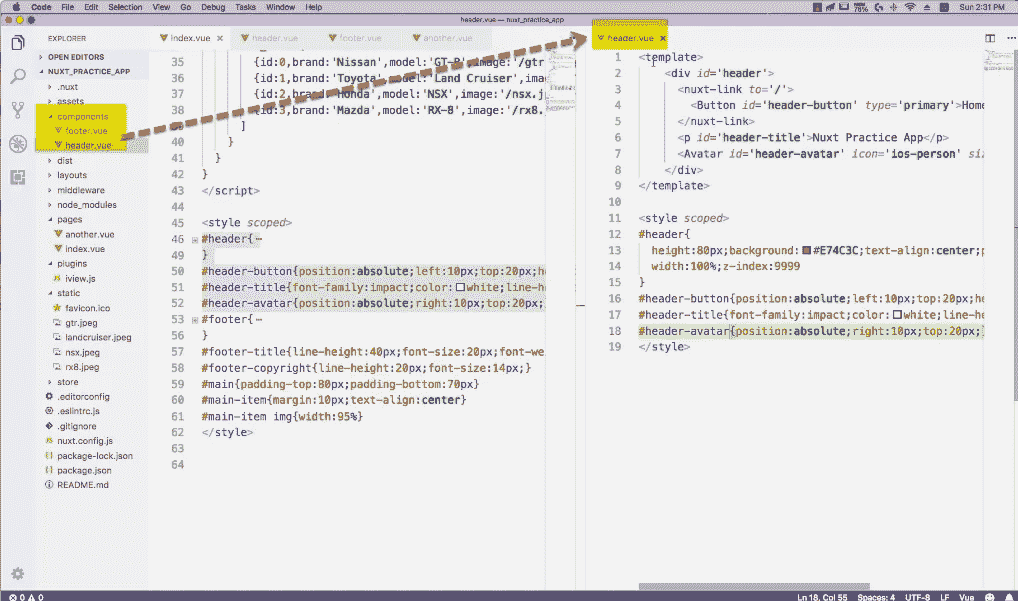 Code File Edit Selection View Go Debug Tasks Window Help
Sun 2:31 PM
header.vue — nuxt_practice_app
EXPLORER
OPEN EDITORS
NUXT_PRACTICE_APP
.nuxt
assets
components
footer.vue
header.vue
dist
layouts
middleware
node_modules
pages
another.vue
index.vue
plugins
iview.js
static
favicon.ico
gtr.jpeg
landcruiser.jpeg
nsx.jpeg
rx8.jpeg
store
.editorconfig
.eslintrc.js
.gitignore
nuxt.config.js
package-lock.json
package.json
README.md
index.vue header.vue footer.vue another.vue
35 {id:0,brand:'Nissan',model:'GT-R',image:'/gtr
36 {id:1,brand:'Toyota',model:'Land Cruiser',ima
37 {id:2,brand:'Honda',model:'NSX',image:'/nsx.j
38 {id:3,brand:'Mazda',model:'RX-8',image:'/rx8.
39 ]
40 }
41 }
42 }
43 </script>
44
45 <style scoped>
46 #header{
49 }
50 #header-button{position:absolute;left:10px;top:20px;he
51 #header-title{font-family:impact;color:white;line-h
52 #header-avatar{position:absolute;right:10px;top:20px;
53 #footer{
56 }
57 #footer-title{line-height:40px;font-size:20px;font-we
58 #footer-copyright{line-height:20px;font-size:14px;}
59 #main{padding-top:80px;padding-bottom:70px}
60 #main-item{margin:10px;text-align:center}
61 #main-item img{width:95%}
62 </style>
63
64
header.vue
1 <template>
2 <div id='header'>
3 <nuxt-link to='/'>
4 <Button id='header-button' type='primary'>Home
5 </nuxt-link>
6 <p id='header-title'>Nuxt Practice App</p>
7 <Avatar id='header-avatar' icon='ios-person' siz
8 </div>
9 </template>
10
11 <style scoped>
12 #header{
13 height:80px;background:#E74C3C;text-align:center;p
14 width:100%;z-index:9999
15 }
16 #header-button{position:absolute;left:10px;top:20px;he
17 #header-title{font-family:impact;color:white;line-h
18 #header-avatar{position:absolute;right:10px;top:20px;}
19 </style>
0 0
Ln 18, Col 55 Spaces: 4 UTF-8 LF Vue